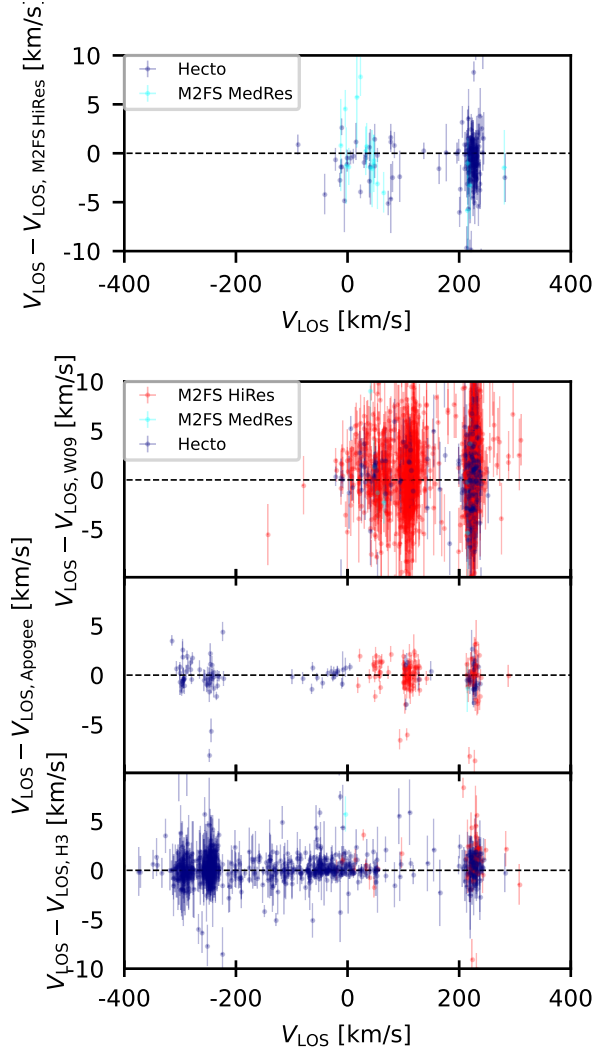 V_LOS − V_LOS, M2FS HiRes [km/s]
10
5
0
-5
-10
Hecto
M2FS MedRes
-400 -200 0 200 400
V_LOS [km/s]
V_LOS − V_LOS, W09 [km/s]
10
5
0
-5
M2FS HiRes
M2FS MedRes
Hecto
V_LOS − V_LOS, Apogee [km/s]
5
0
-5
V_LOS − V_LOS, H3 [km/s]
5
0
-5
-10
-400 -200 0 200 400
V_LOS [km/s]